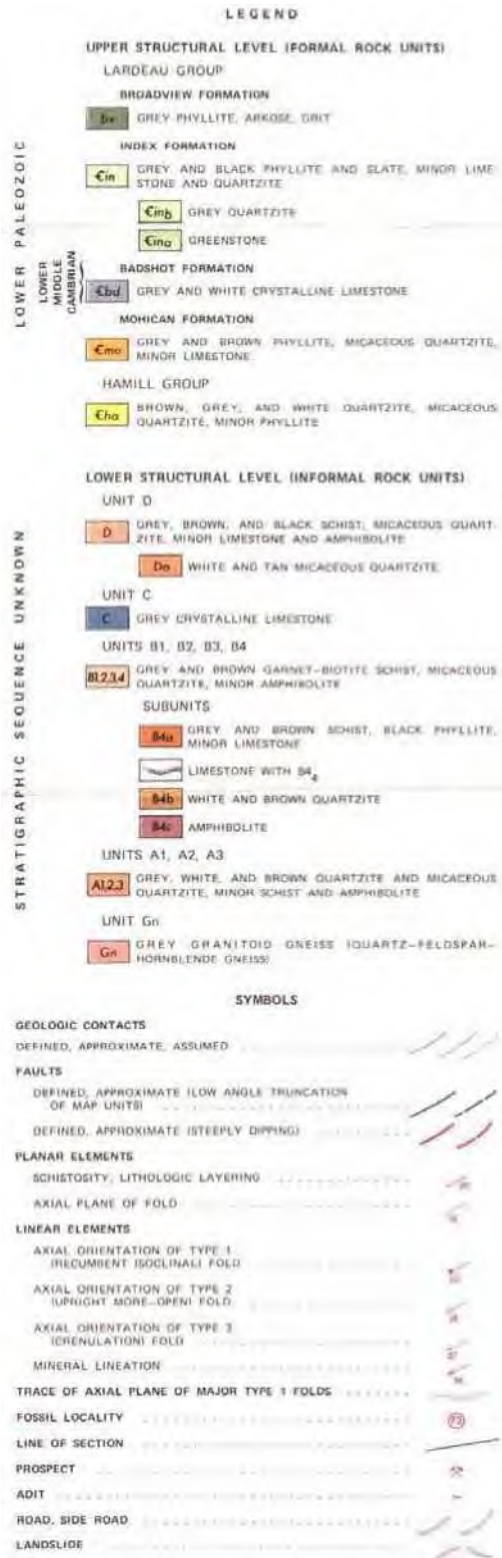 LEGEND
UPPER STRUCTURAL LEVEL (FORMAL ROCK UNITS)
LARDEAU GROUP
BROADVIEW FORMATION
bv GREY PHYLLITE, ARKOSE, GRIT
INDEX FORMATION
€in GREY AND BLACK PHYLLITE AND SLATE, MINOR LIME
STONE AND QUARTZITE
€inb GREY QUARTZITE
€ina GREENSTONE
BADSHOT FORMATION
€bd GREY AND WHITE CRYSTALLINE LIMESTONE
MOHICAN FORMATION
€mo GREY AND BROWN PHYLLITE, MICACEOUS QUARTZITE,
MINOR LIMESTONE
HAMILL GROUP
€ha BROWN, GREY, AND WHITE QUARTZITE, MICACEOUS
QUARTZITE, MINOR PHYLLITE
LOWER PALEOZOIC
LOWER
MIDDLE
CAMBRIAN
LOWER STRUCTURAL LEVEL (INFORMAL ROCK UNITS)
UNIT D
D GREY, BROWN, AND BLACK SCHIST, MICACEOUS QUART-
ZITE, MINOR LIMESTONE AND AMPHIBOLITE
Da WHITE AND TAN MICACEOUS QUARTZITE
UNIT C
C GREY CRYSTALLINE LIMESTONE
UNITS B1, B2, B3, B4
B1,2,3,4 GREY AND BROWN GARNET-BIOTITE SCHIST, MICACEOUS
QUARTZITE, MINOR AMPHIBOLITE
SUBUNITS
B4a GREY AND BROWN SCHIST, BLACK PHYLLITE,
MINOR LIMESTONE
LIMESTONE WITH B4a
B4b WHITE AND BROWN QUARTZITE
B4c AMPHIBOLITE
UNITS A1, A2, A3
A1,2,3 GREY, WHITE, AND BROWN QUARTZITE AND MICACEOUS
QUARTZITE, MINOR SCHIST AND AMPHIBOLITE
UNIT Gn
Gn GREY GRANITOID GNEISS (QUARTZ-FELDSPAR-
HORNBLENDE GNEISS)
STRATIGRAPHIC SEQUENCE UNKNOWN
SYMBOLS
GEOLOGIC CONTACTS
DEFINED, APPROXIMATE, ASSUMED
FAULTS
DEFINED, APPROXIMATE (LOW ANGLE TRUNCATION
OF MAP UNITS)
DEFINED, APPROXIMATE (STEEPLY DIPPING)
PLANAR ELEMENTS
SCHISTOSITY, LITHOLOGIC LAYERING
AXIAL PLANE OF FOLD
LINEAR ELEMENTS
AXIAL ORIENTATION OF TYPE 1
(RECUMBENT ISOCLINAL) FOLD
AXIAL ORIENTATION OF TYPE 2
(UPRIGHT MORE-OPEN) FOLD
AXIAL ORIENTATION OF TYPE 3
(CRENULATION) FOLD
MINERAL LINEATION
TRACE OF AXIAL PLANE OF MAJOR TYPE 1 FOLDS
FOSSIL LOCALITY
LINE OF SECTION
PROSPECT
ADIT
ROAD, SIDE ROAD
LANDSLIDE